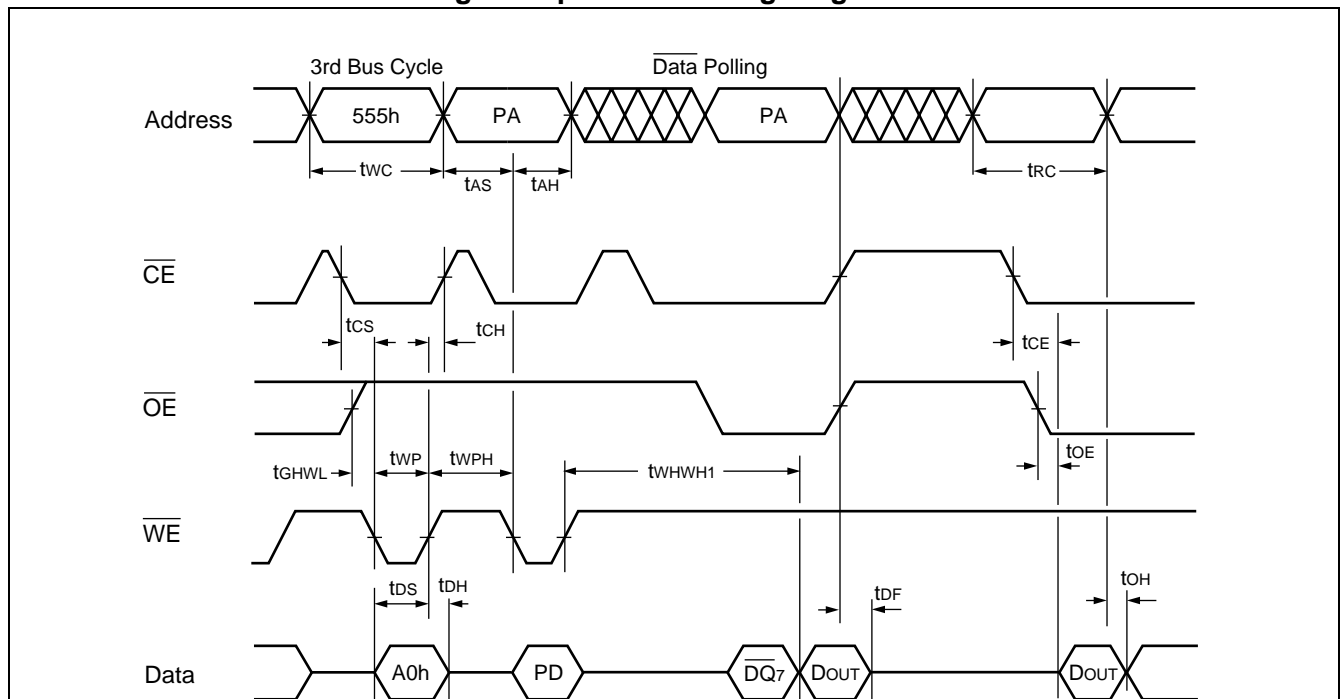 3rd Bus Cycle Data Polling
Address 555h PA PA
tWC tAS tAH tRC
CE
tCS tCH tCE
OE
tGHWL tWP tWPH tWHWH1 tOE
WE
tDS tDH tDF tOH
Data A0h PD DQ7 DOUT DOUT